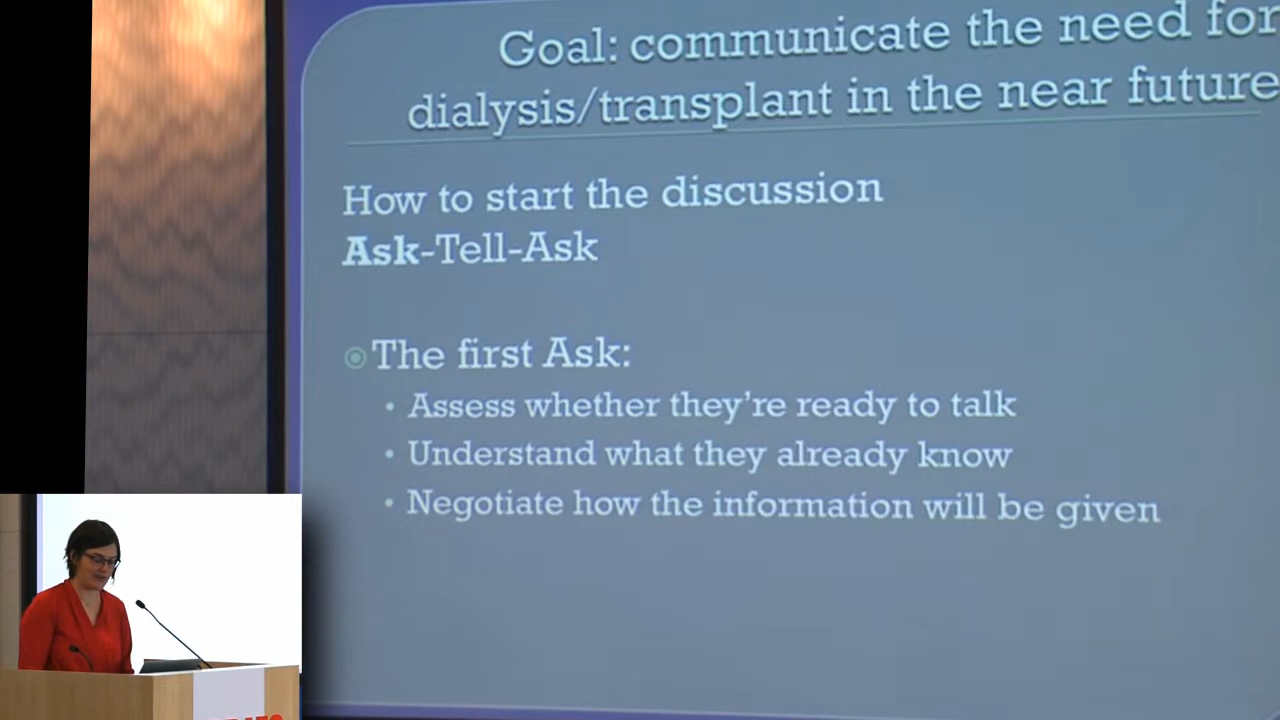 Goal: communicate the need for
dialysis/transplant in the near future
How to start the discussion
Ask-Tell-Ask
The first Ask:
• Assess whether they're ready to talk
• Understand what they already know
• Negotiate how the information will be given